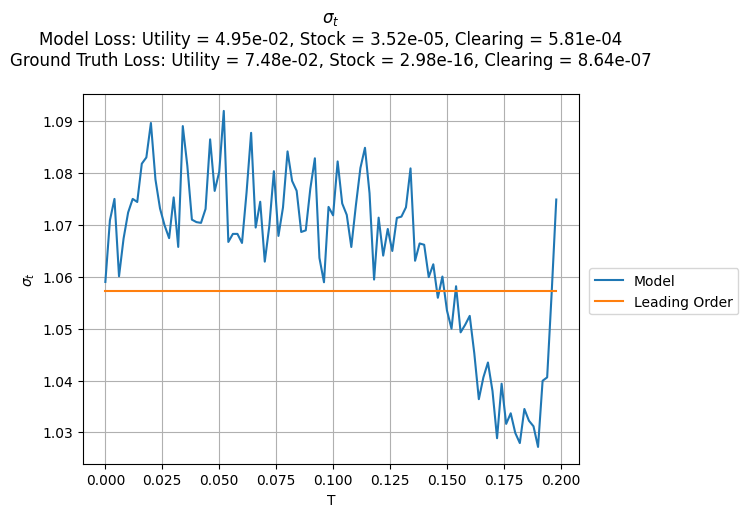 σₜ
Model Loss: Utility = 4.95e-02, Stock = 3.52e-05, Clearing = 5.81e-04
Ground Truth Loss: Utility = 7.48e-02, Stock = 2.98e-16, Clearing = 8.64e-07
1.09
1.08
1.07
1.06
1.05
1.04
1.03
σₜ
0.000 0.025 0.050 0.075 0.100 0.125 0.150 0.175 0.200
T
Model
Leading Order